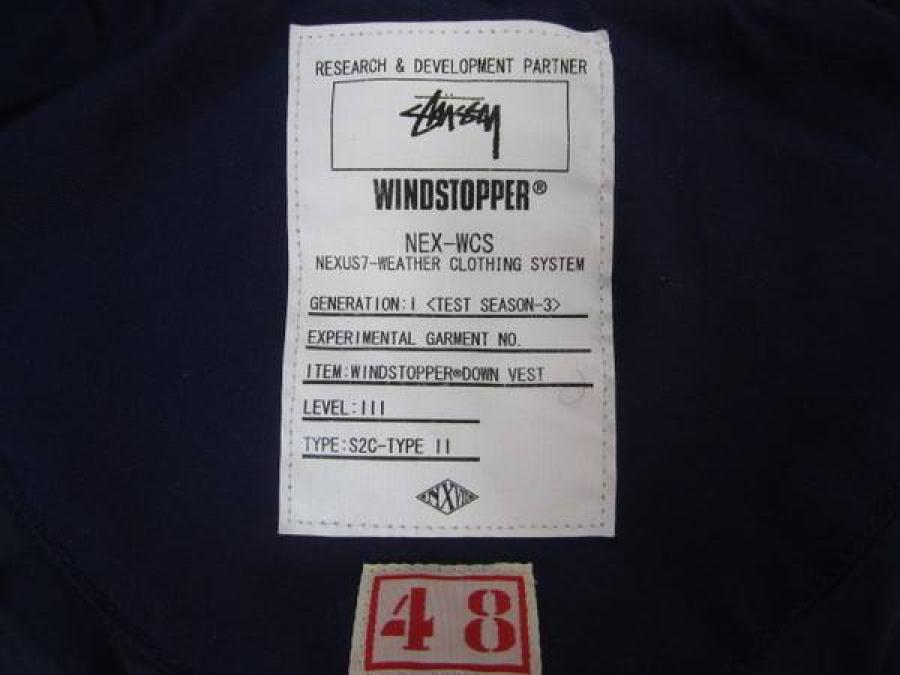 RESEARCH & DEVELOPMENT PARTNER
Stüssy
WINDSTOPPER®
NEX-WCS
NEXUS7-WEATHER CLOTHING SYSTEM
GENERATION:I <TEST SEASON-3>
EXPERIMENTAL GARMENT NO.
ITEM:WINDSTOPPER®DOWN VEST
LEVEL:III
TYPE:S2C-TYPE II
NXVII
48